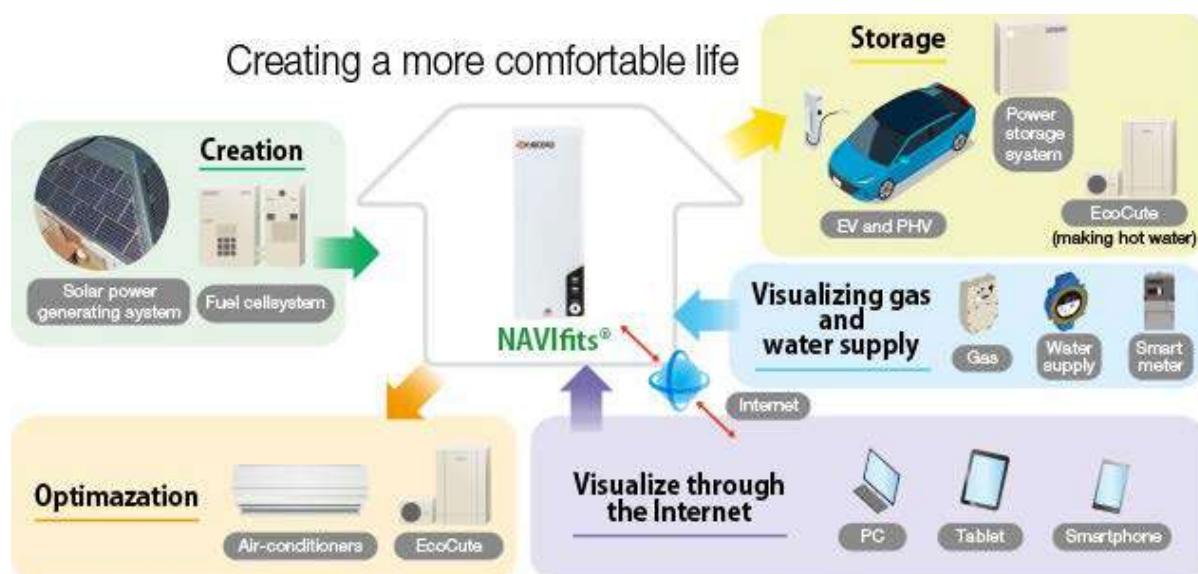 Creating a more comfortable life
Storage
Power
storage
system
EV and PHV
EcoCute
(making hot water)
Creation
Solar power
generating system
Fuel cellsystem
KYOCERA
NAVIfits®
Visualizing gas
and
water supply
Gas
Water
supply
Smart
meter
Internet
Optimazation
Air-conditioners
EcoCute
Visualize through
the Internet
PC
Tablet
Smartphone